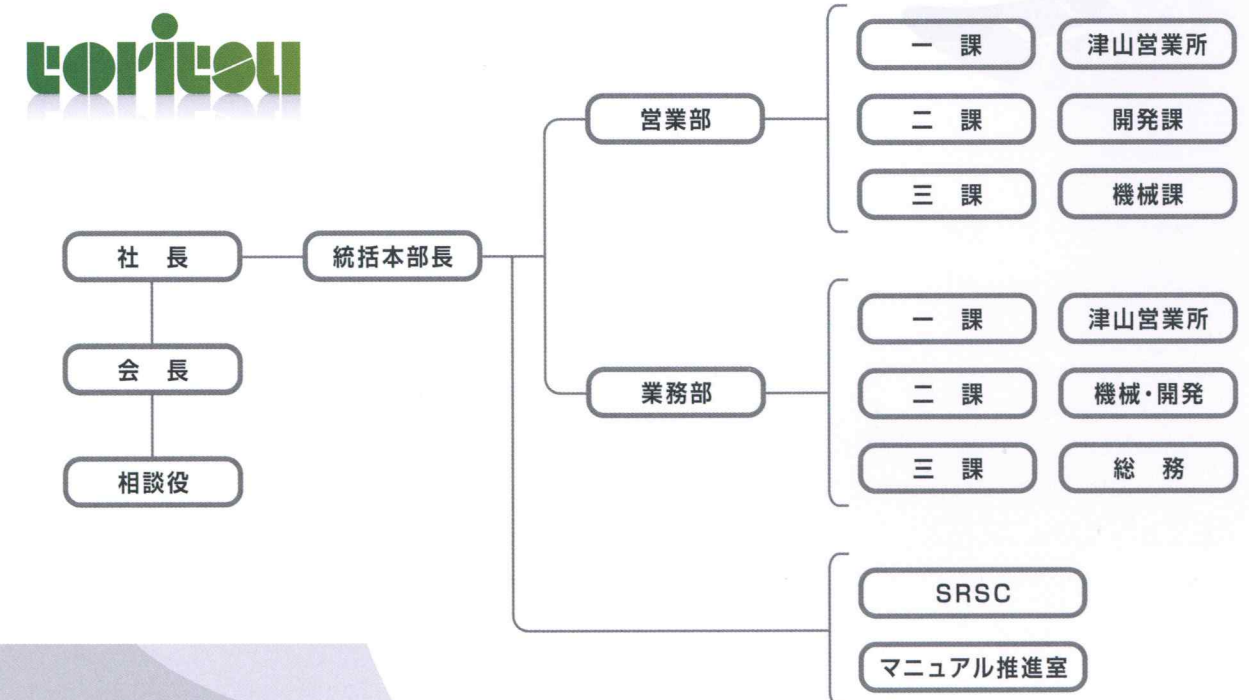 toritou
社 長
会 長
相談役
統括本部長
営業部
一 課
津山営業所
二 課
開発課
三 課
機械課
業務部
一 課
津山営業所
二 課
機械・開発
三 課
総 務
SRSC
マニュアル推進室